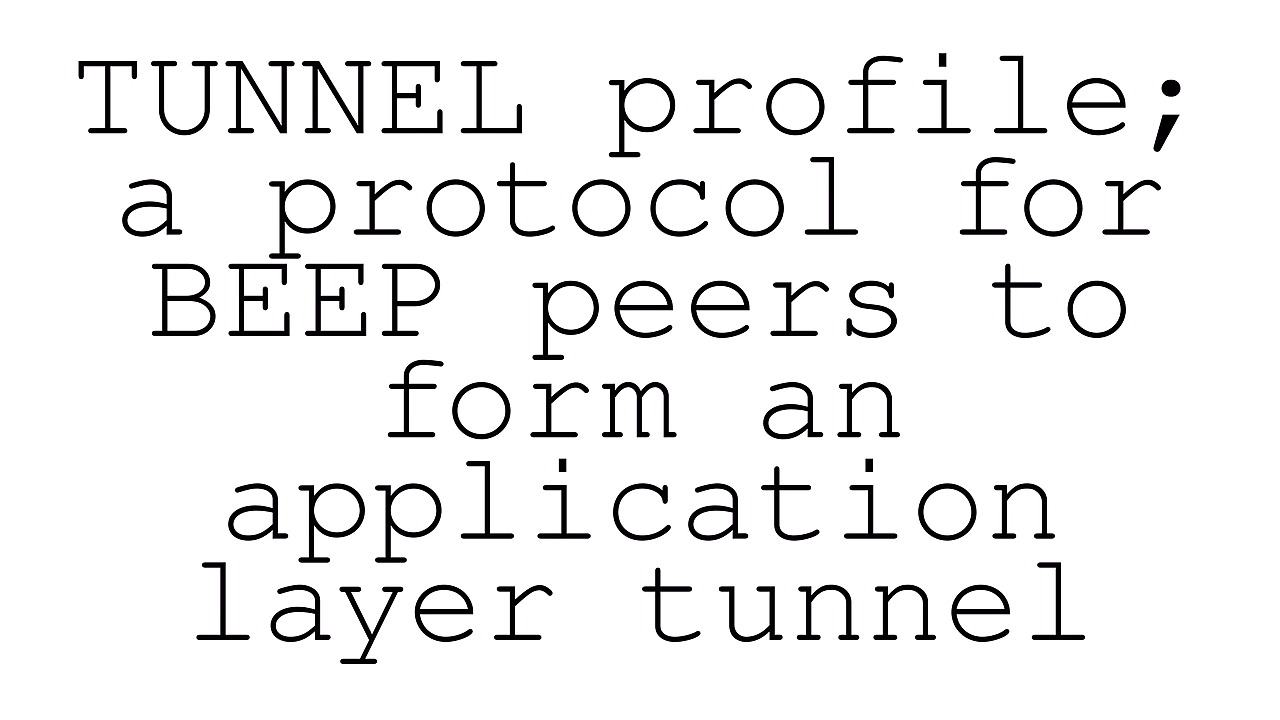 TUNNEL profile;
a protocol for
BEEP peers to
form an
application
layer tunnel